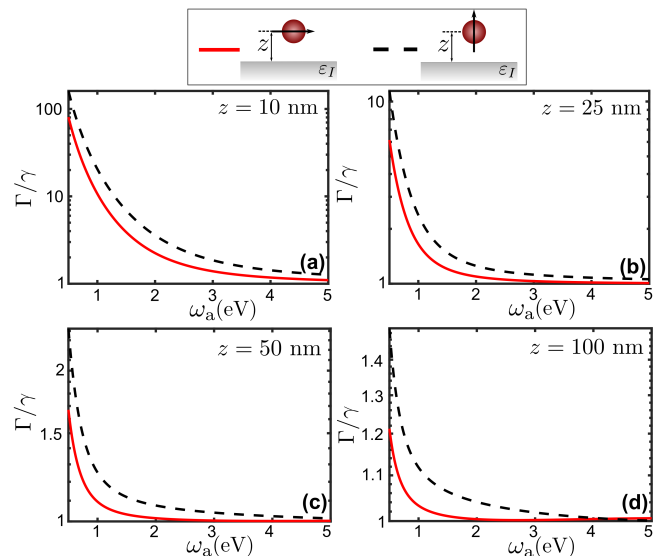 z z
ε_I ε_I
100
10
1
Γ/γ
z = 10 nm
(a)
1 2 3 4 5
ω_a(eV)
10
1
Γ/γ
z = 25 nm
(b)
1 2 3 4 5
ω_a(eV)
2
1.5
1
Γ/γ
z = 50 nm
(c)
1 2 3 4 5
ω_a(eV)
1.4
1.3
1.2
1.1
1
Γ/γ
z = 100 nm
(d)
1 2 3 4 5
ω_a(eV)